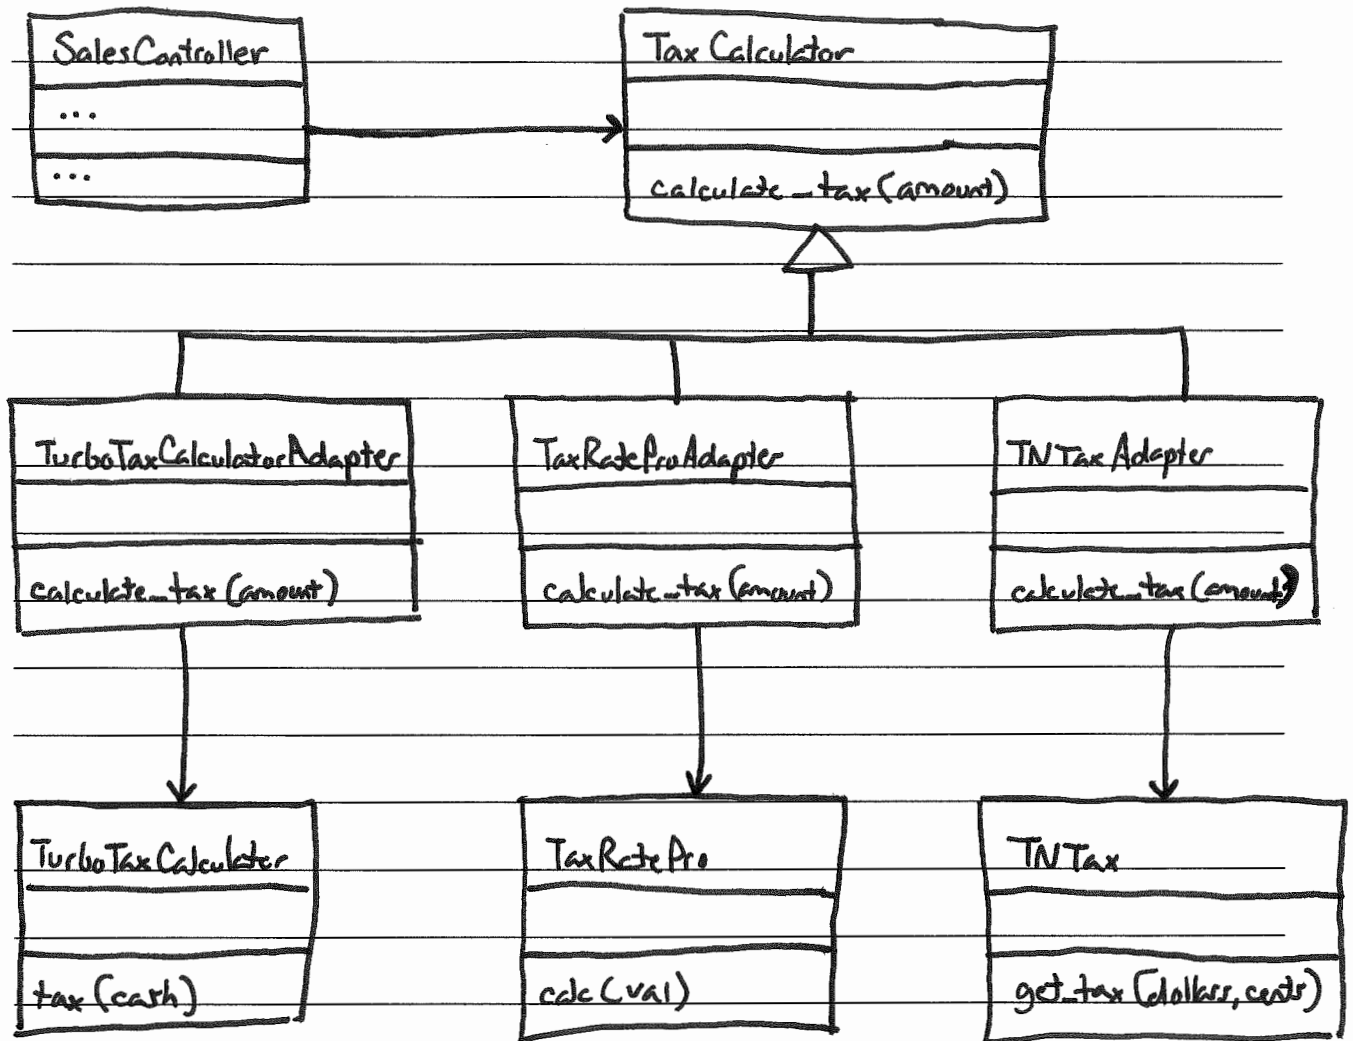 SalesController
...
...
Tax Calculator
calculate_tax(amount)
TurboTaxCalculatorAdapter
calculate_tax(amount)
TaxRateProAdapter
calculate_tax(amount)
TNTaxAdapter
calculate_tax(amount)
TurboTaxCalculator
tax(cash)
TaxRatePro
calc(val)
TNTax
get_tax(dollars,cents)